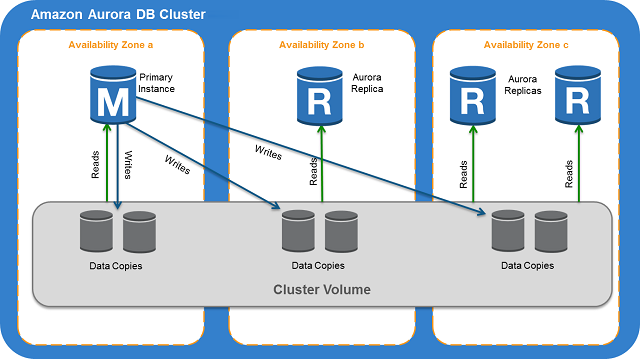 Amazon Aurora DB Cluster
Availability Zone a
Availability Zone b
Availability Zone c
M
Primary
Instance
R
Aurora
Replica
R
Aurora
Replicas
R
Reads
Writes
Writes
Writes
Reads
Reads
Reads
Data Copies
Data Copies
Data Copies
Cluster Volume